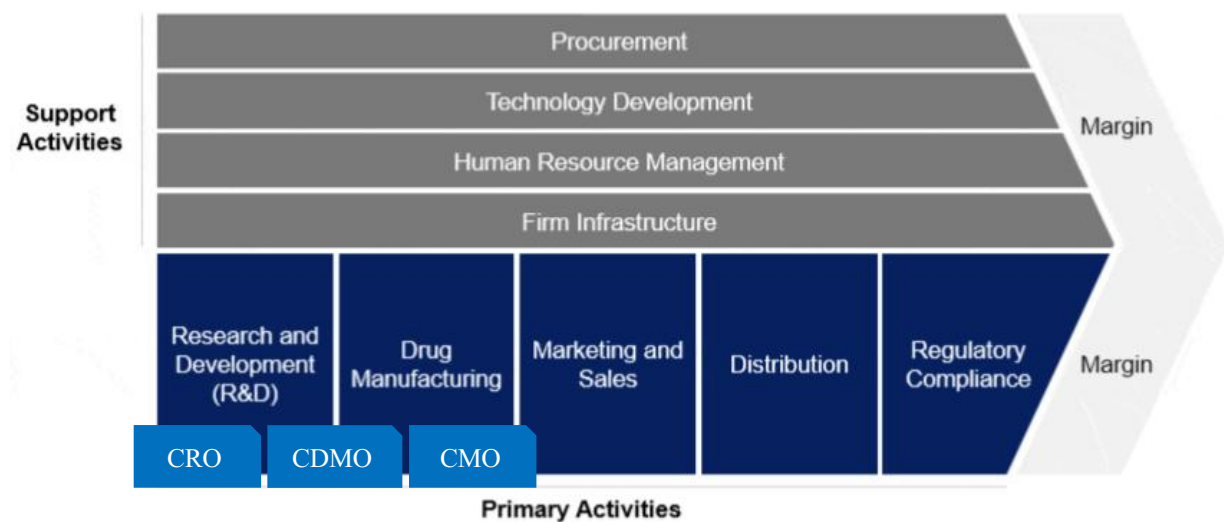 Procurement
Technology Development
Human Resource Management
Firm Infrastructure
Support
Activities
Margin
Research and
Development
(R&D)
Drug
Manufacturing
Marketing and
Sales
Distribution
Regulatory
Compliance
Margin
CRO
CDMO
CMO
Primary Activities